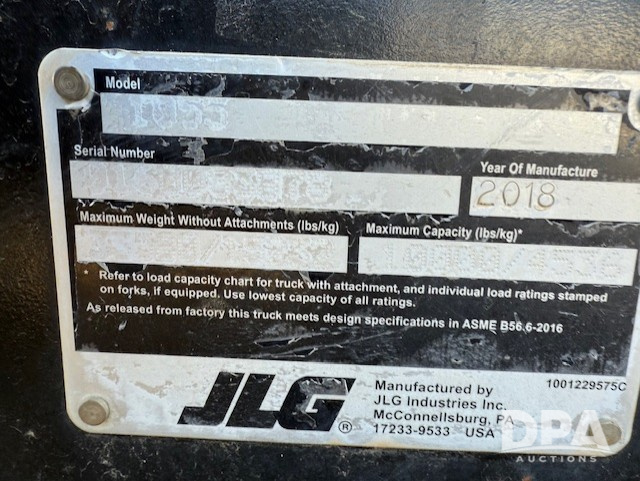 Model
1055
Serial Number
Year Of Manufacture
2018
Maximum Weight Without Attachments (lbs/kg)
Maximum Capacity (lbs/kg)*
10000/4536
* Refer to load capacity chart for truck with attachment, and individual load ratings stamped
on forks, if equipped. Use lowest capacity of all ratings.
As released from factory this truck meets design specifications in ASME B56.6-2016
JLG®
Manufactured by
JLG Industries Inc.
McConnellsburg, PA
17233-9533 USA
1001229575C
DPA
AUCTIONS